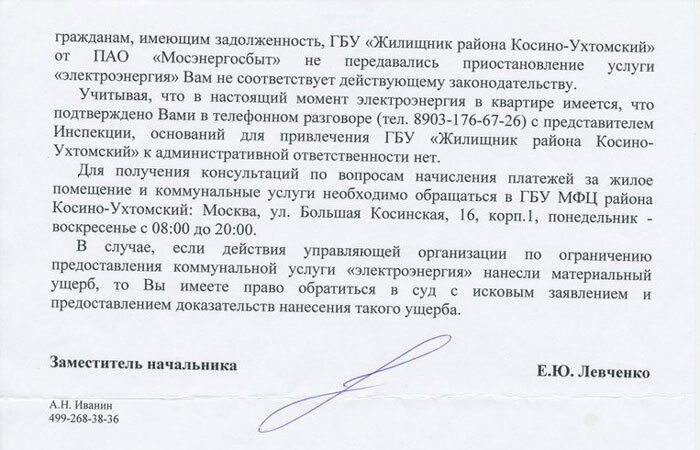 гражданам, имеющим задолженность, ГБУ «Жилищник района Косино-Ухтомский»
от ПАО «Мосэнергосбыт» не передавались приостановление услуги
«электроэнергия» Вам не соответствует действующему законодательству.
Учитывая, что в настоящий момент электроэнергия в квартире имеется, что
подтверждено Вами в телефонном разговоре (тел. 8903-176-67-26) с представителем
Инспекции, оснований для привлечения ГБУ «Жилищник района Косино-
Ухтомский» к административной ответственности нет.
Для получения консультаций по вопросам начисления платежей за жилое
помещение и коммунальные услуги необходимо обращаться в ГБУ МФЦ района
Косино-Ухтомский: Москва, ул. Большая Косинская, 16, корп.1, понедельник -
воскресенье с 08:00 до 20:00.
В случае, если действия управляющей организации по ограничению
предоставления коммунальной услуги «электроэнергия» нанесли материальный
ущерб, то Вы имеете право обратиться в суд с исковым заявлением и
предоставлением доказательств нанесения такого ущерба.
Заместитель начальника
Е.Ю. Левченко
А.Н. Иванин
499-268-38-36